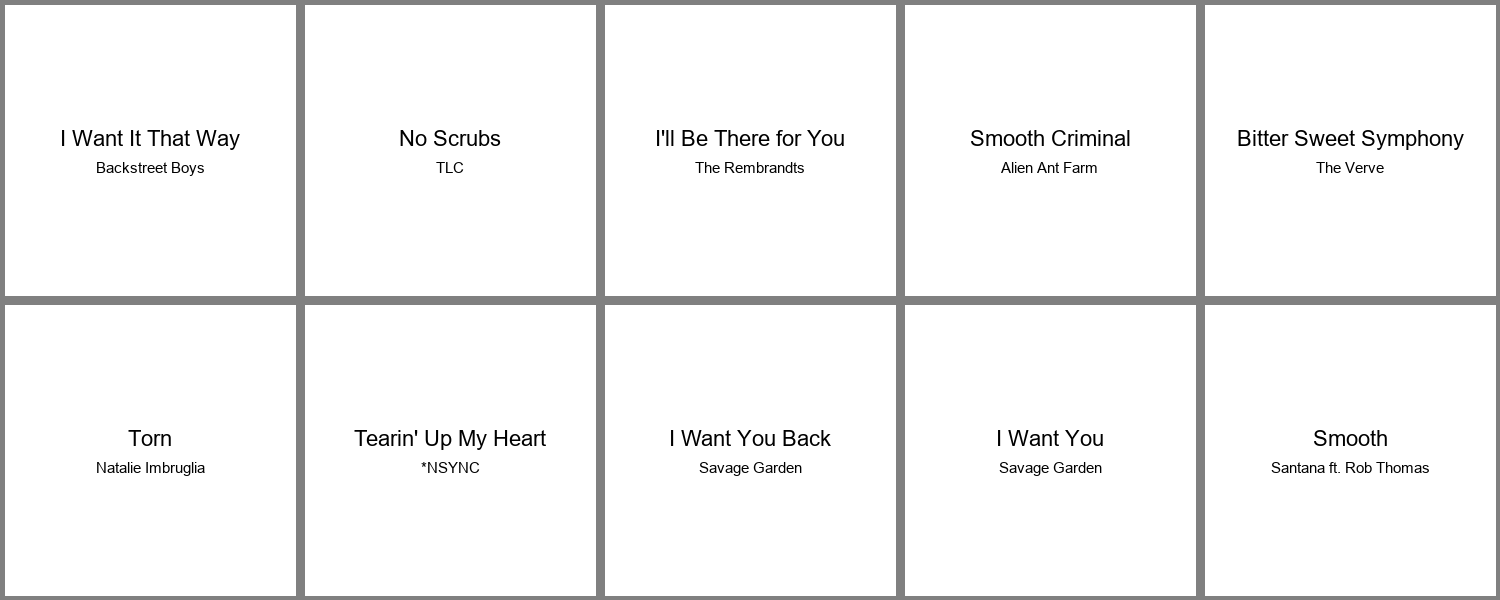 I Want It That Way
Backstreet Boys
No Scrubs
TLC
I'll Be There for You
The Rembrandts
Smooth Criminal
Alien Ant Farm
Bitter Sweet Symphony
The Verve
Torn
Natalie Imbruglia
Tearin' Up My Heart
*NSYNC
I Want You Back
Savage Garden
I Want You
Savage Garden
Smooth
Santana ft. Rob Thomas